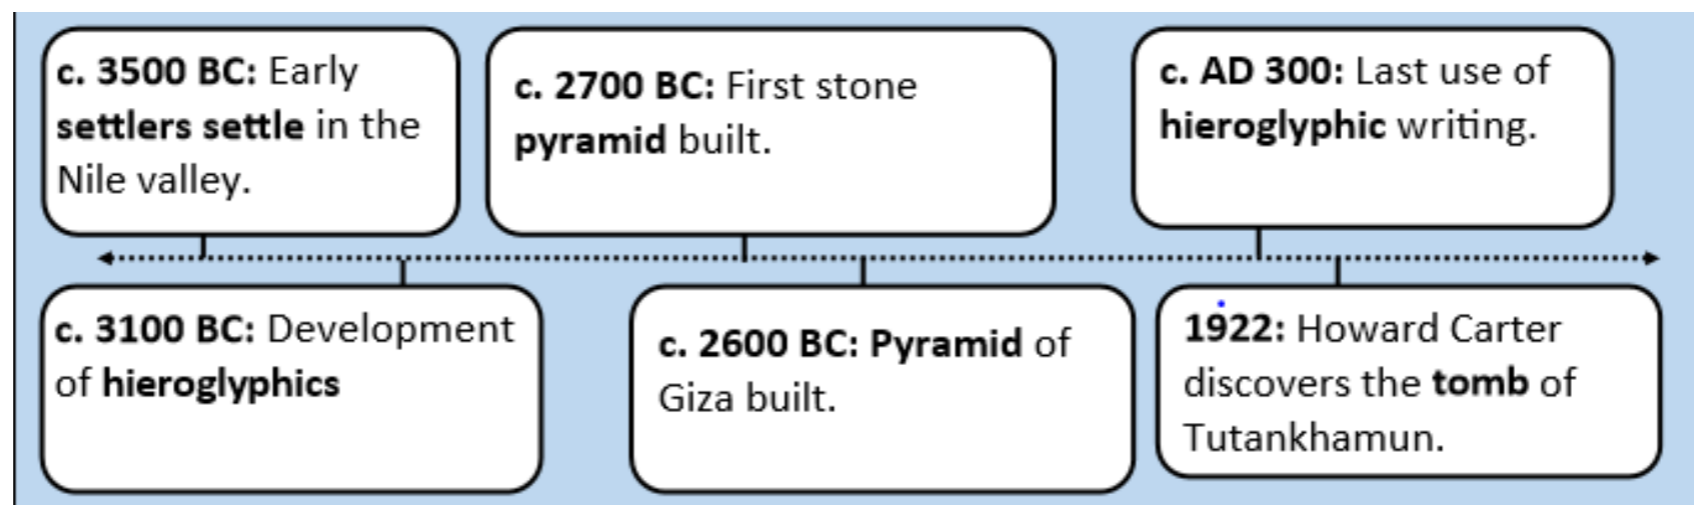 c. 3500 BC: Early
settlers settle in the
Nile valley.
c. 2700 BC: First stone
pyramid built.
c. AD 300: Last use of
hieroglyphic writing.
c. 3100 BC: Development
of hieroglyphics
c. 2600 BC: Pyramid of
Giza built.
1922: Howard Carter
discovers the tomb of
Tutankhamun.